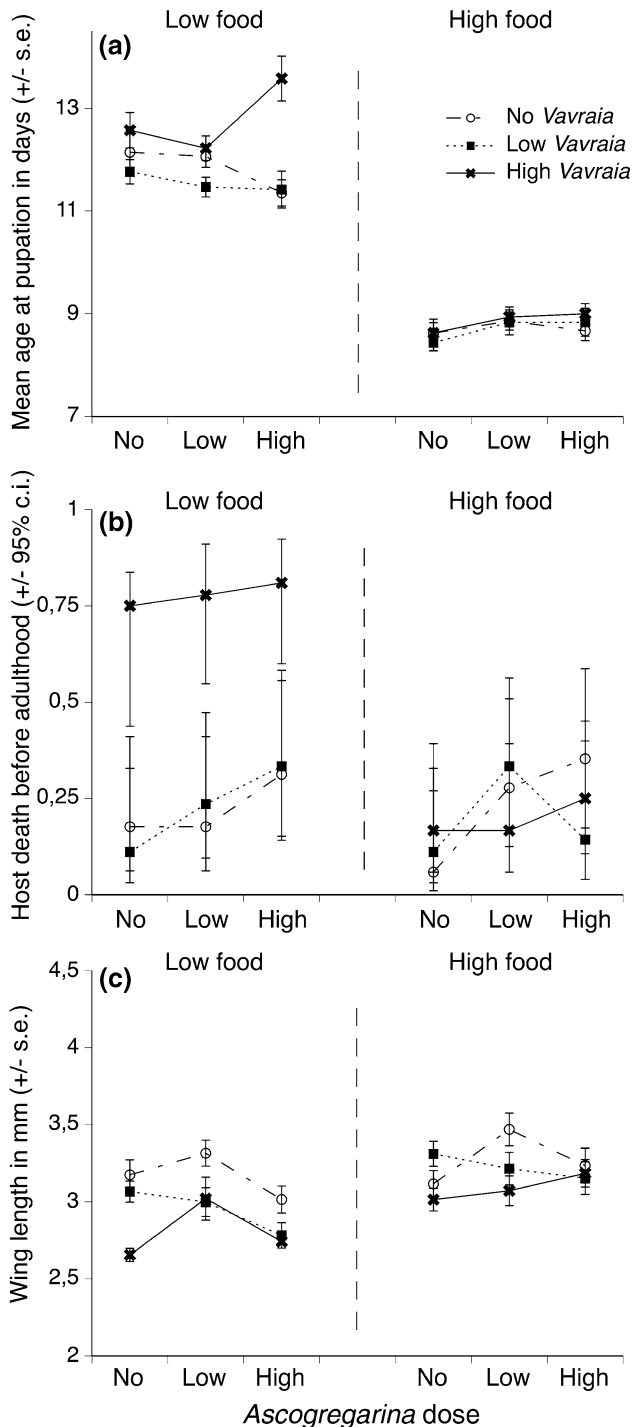 Low food High food
(a)
Mean age at pupation in days (+/- s.e.)
13
11
9
7
No Vavraia
Low Vavraia
High Vavraia
No Low High No Low High
Low food High food
(b)
Host death before adulthood (+/- 95% c.i.)
1
0,75
0,5
0,25
0
No Low High No Low High
Low food High food
(c)
Wing length in mm (+/- s.e.)
4,5
4
3,5
3
2,5
2
No Low High No Low High
Ascogregarina dose